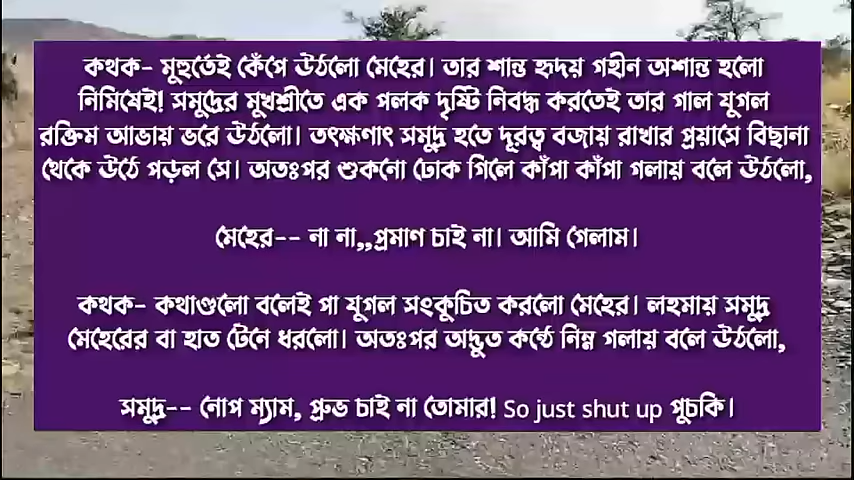 কথক- মুহুর্তেই কেঁপে উঠলো মেহের। তার শান্ত হৃদয় গহীন অশান্ত হলো
নিমিষেই! সমুদ্রের মুখশ্রীতে এক পলক দৃষ্টি নিবদ্ধ করতেই তার গাল যুগল
রক্তিম আভায় ভরে উঠলো। তৎক্ষণাৎ সমুদ্র হতে দূরত্ব বজায় রাখার প্রয়াসে বিছানা
থেকে উঠে পড়ল সে। অতঃপর শুকনো ঢোক গিলে কাঁপা কাঁপা গলায় বলে উঠলো,
মেহের-- না না,,প্রমাণ চাই না। আমি গেলাম।
কথক- কথাগুলো বলেই পা যুগল সংকুচিত করলো মেহের। লহমায় সমুদ্র
মেহেরের বা হাত টেনে ধরলো। অতঃপর অদ্ভুত কন্ঠে নিম্ন গলায় বলে উঠলো,
সমুদ্র-- নোপ ম্যাম, প্রুভ চাই না তোমার! So just shut up পুচকি।